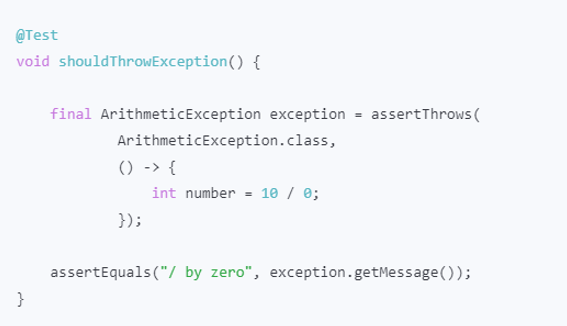 @Test
void shouldThrowException() {
final ArithmeticException exception = assertThrows(
ArithmeticException.class,
() -> {
int number = 10 / 0;
});
assertEquals("/ by zero", exception.getMessage());
}